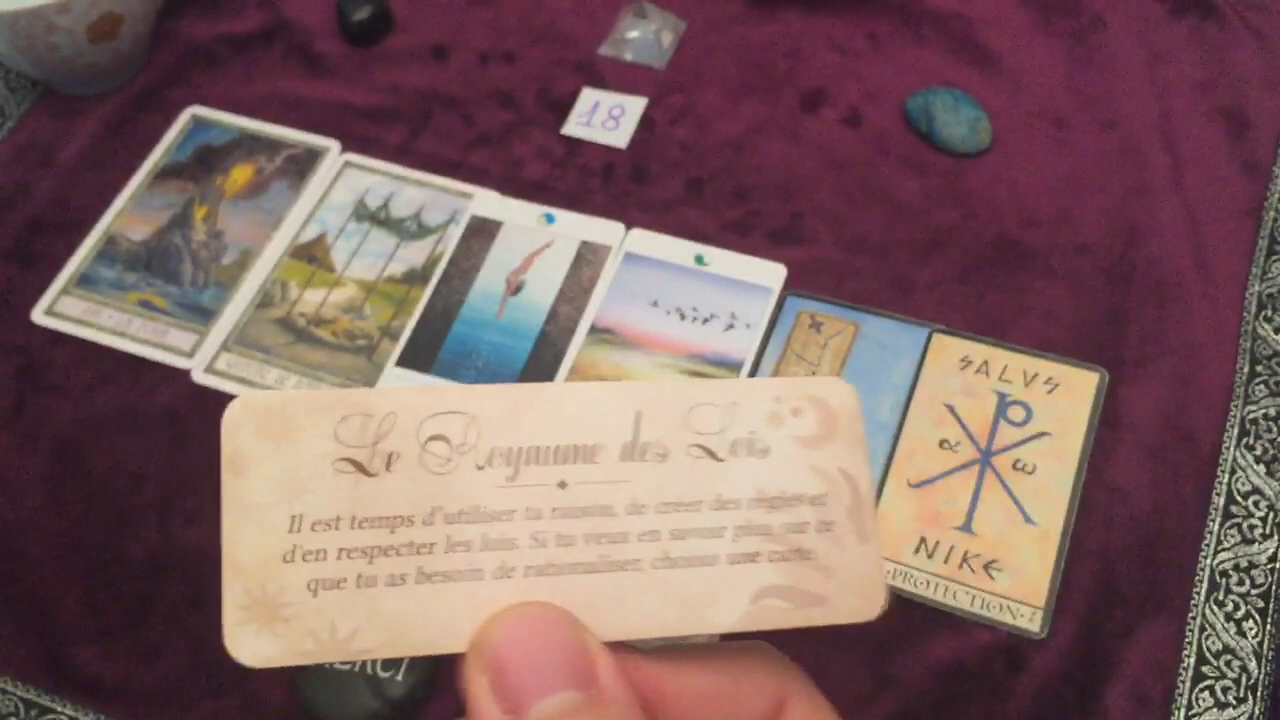 18
SALVS
NIKE
PROTECTION
Le Royaume des Lois
Il est temps d'utiliser ta raison, de créer des règles et
d'en respecter les lois. Si tu veux en savoir plus sur ce
que tu as besoin de rationaliser, choisis une carte.
MERCI